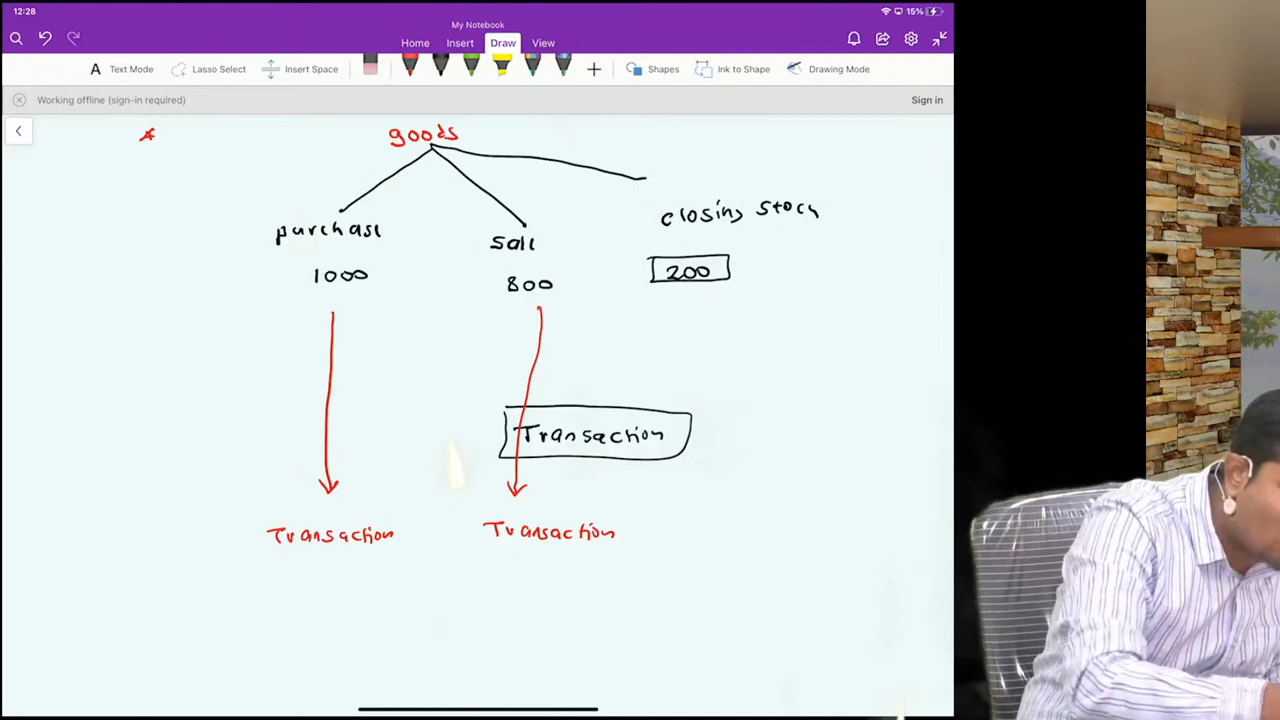 12:28
15%
My Notebook
Home Insert Draw View
Text Mode Lasso Select Insert Space Shapes Ink to Shape Drawing Mode
Working offline (sign-in required) Sign in
goods
purchase sale closing stock
1000 800 200
Transaction
Transaction Transaction